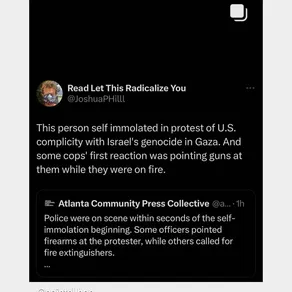 Read Let This Radicalize You
@JoshuaPHilll
This person self immolated in protest of U.S.
complicity with Israel's genocide in Gaza. And
some cops' first reaction was pointing guns at
them while they were on fire.
Atlanta Community Press Collective @a... · 1h
Police were on scene within seconds of the self-
immolation beginning. Some officers pointed
firearms at the protester, while others called for
fire extinguishers.
...